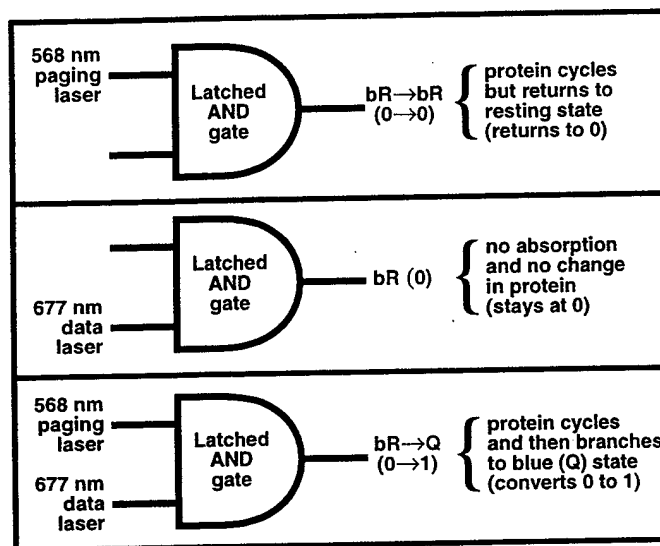 568 nm
paging
laser
Latched
AND
gate
bR→bR
(0→0)
protein cycles
but returns to
resting state
(returns to 0)
677 nm
data
laser
Latched
AND
gate
bR (0)
no absorption
and no change
in protein
(stays at 0)
568 nm
paging
laser
677 nm
data
laser
Latched
AND
gate
bR→Q
(0→1)
protein cycles
and then branches
to blue (Q) state
(converts 0 to 1)